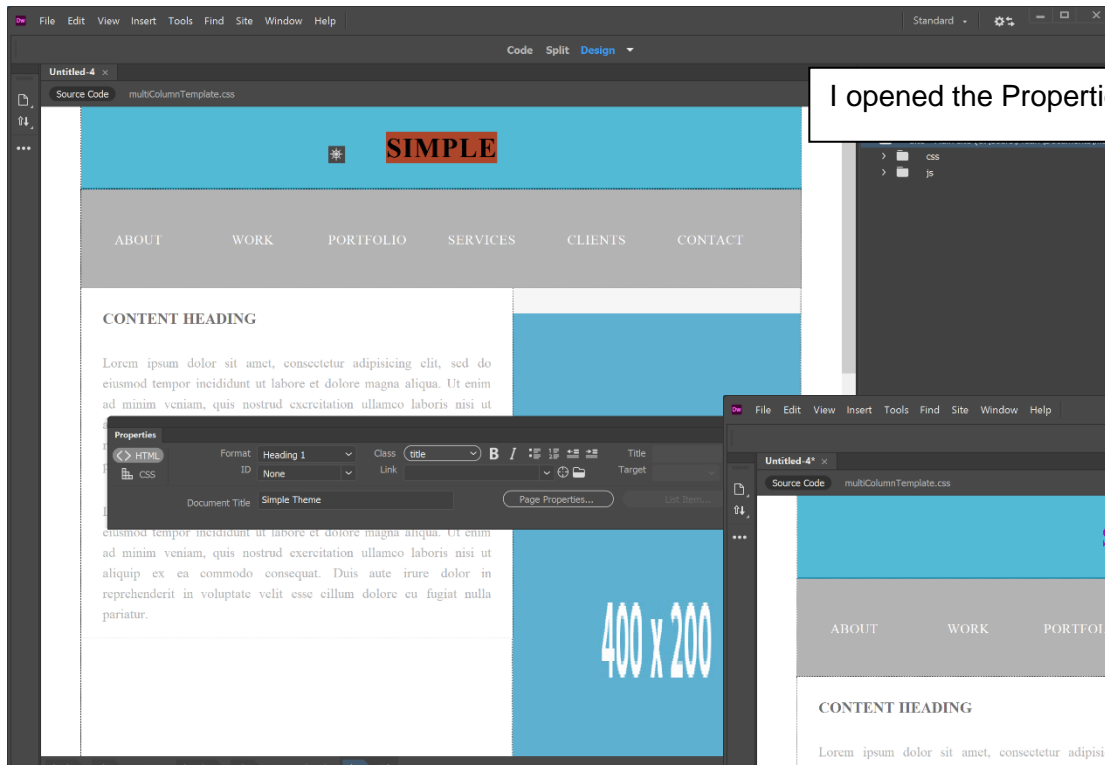 Dw File Edit View Insert Tools Find Site Window Help Standard
Code Split Design
Untitled-4 ×
Source Code multiColumnTemplate.css
I opened the Properti
css
js
SIMPLE
ABOUT WORK PORTFOLIO SERVICES CLIENTS CONTACT
CONTENT HEADING
Lorem ipsum dolor sit amet, consectetur adipisicing elit, sed do
eiusmod tempor incididunt ut labore et dolore magna aliqua. Ut enim
ad minim veniam, quis nostrud exercitation ullamco laboris nisi ut
Properties
HTML Format Heading 1 Class title B I Title
CSS ID None Link Target
Document Title Simple Theme Page Properties... List Item...
eiusmod tempor incididunt ut labore et dolore magna aliqua. Ut enim
ad minim veniam, quis nostrud exercitation ullamco laboris nisi ut
aliquip ex ea commodo consequat. Duis aute irure dolor in
reprehenderit in voluptate velit esse cillum dolore eu fugiat nulla
pariatur.
400 x 200
Dw File Edit View Insert Tools Find Site Window Help
Untitled-4* ×
Source Code multiColumnTemplate.css
S
ABOUT WORK PORTFOL
CONTENT HEADING
Lorem ipsum dolor sit amet, consectetur adipisi